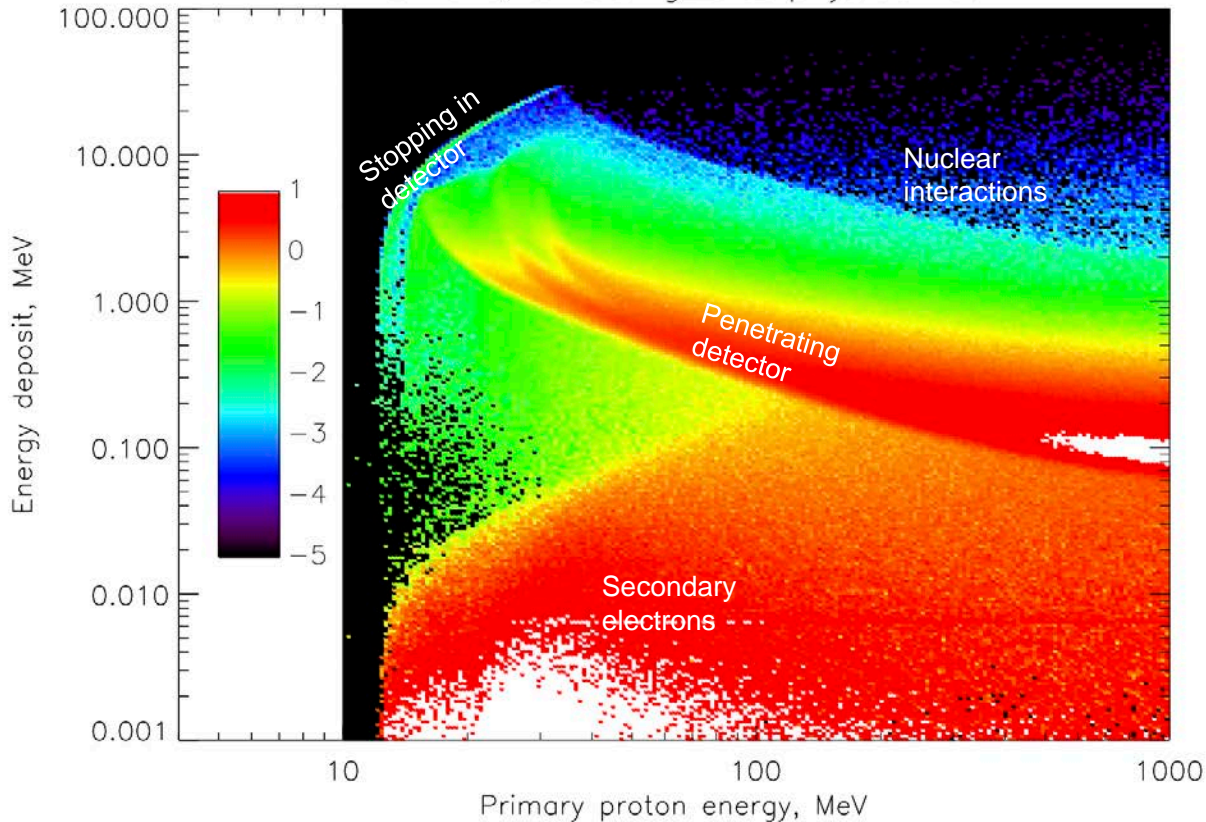 100.000
10.000
1.000
0.100
0.010
0.001
Energy deposit, MeV
1
0
−1
−2
−3
−4
−5
Stopping in
detector
Nuclear
interactions
Penetrating
detector
Secondary
electrons
10
100
1000
Primary proton energy, MeV